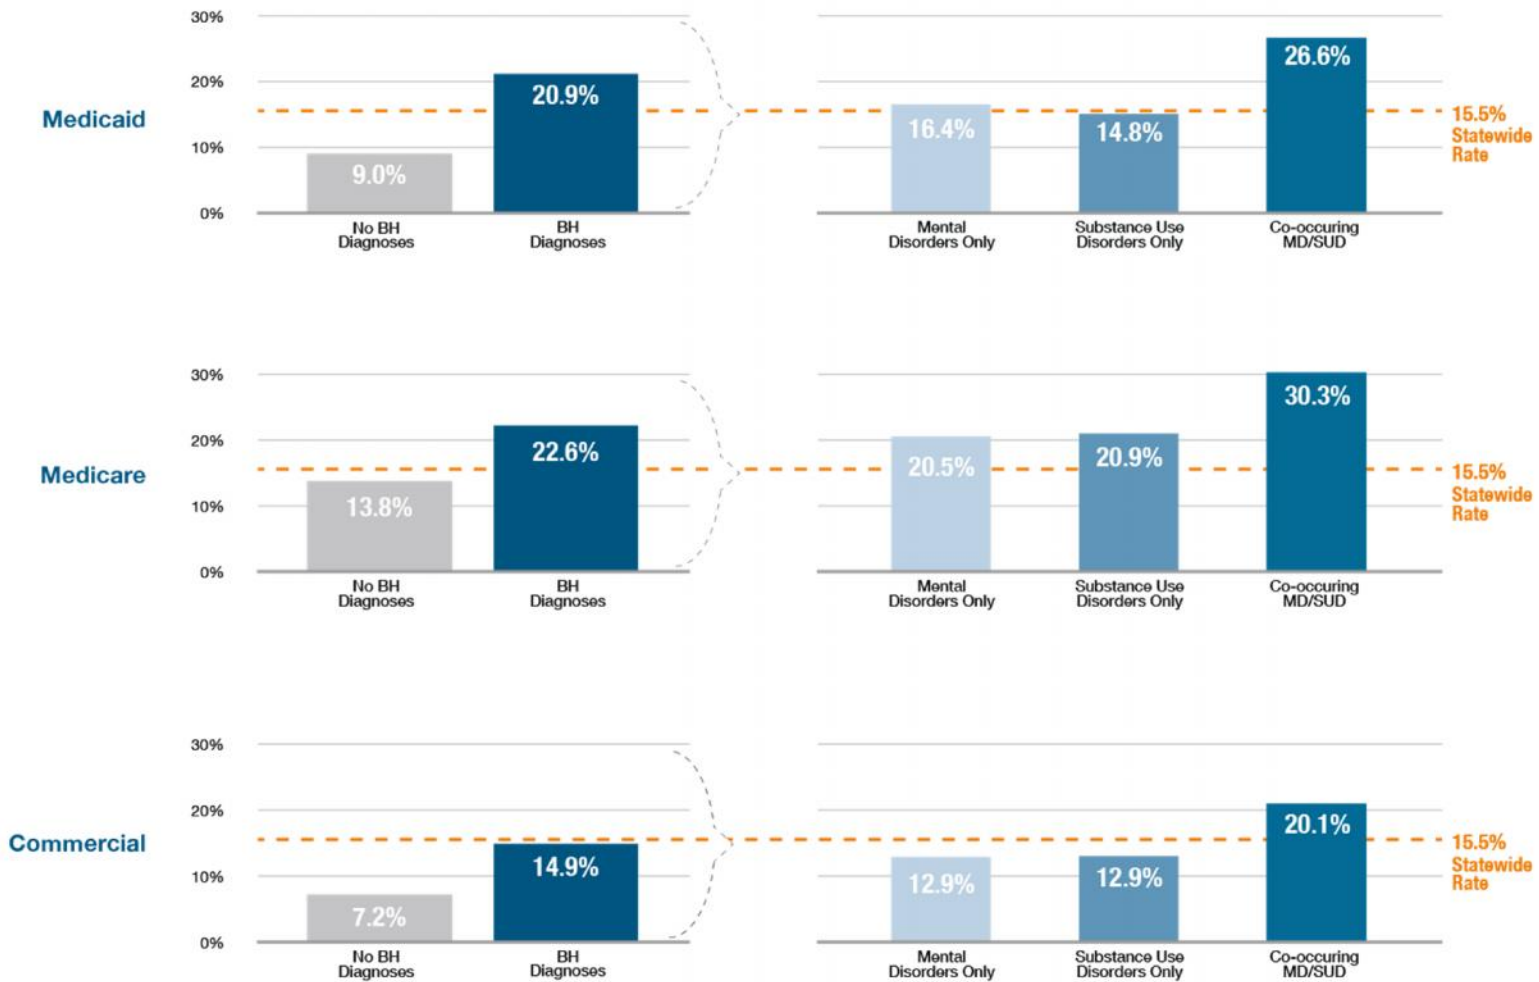 Medicaid
30%
20%
10%
0%
9.0%
20.9%
No BH
Diagnoses
BH
Diagnoses
16.4%
14.8%
26.6%
Mental
Disorders Only
Substance Use
Disorders Only
Co-occuring
MD/SUD
15.5%
Statewide
Rate
Medicare
30%
20%
10%
0%
13.8%
22.6%
No BH
Diagnoses
BH
Diagnoses
20.5%
20.9%
30.3%
Mental
Disorders Only
Substance Use
Disorders Only
Co-occuring
MD/SUD
15.5%
Statewide
Rate
Commercial
30%
20%
10%
0%
7.2%
14.9%
No BH
Diagnoses
BH
Diagnoses
12.9%
12.9%
20.1%
Mental
Disorders Only
Substance Use
Disorders Only
Co-occuring
MD/SUD
15.5%
Statewide
Rate